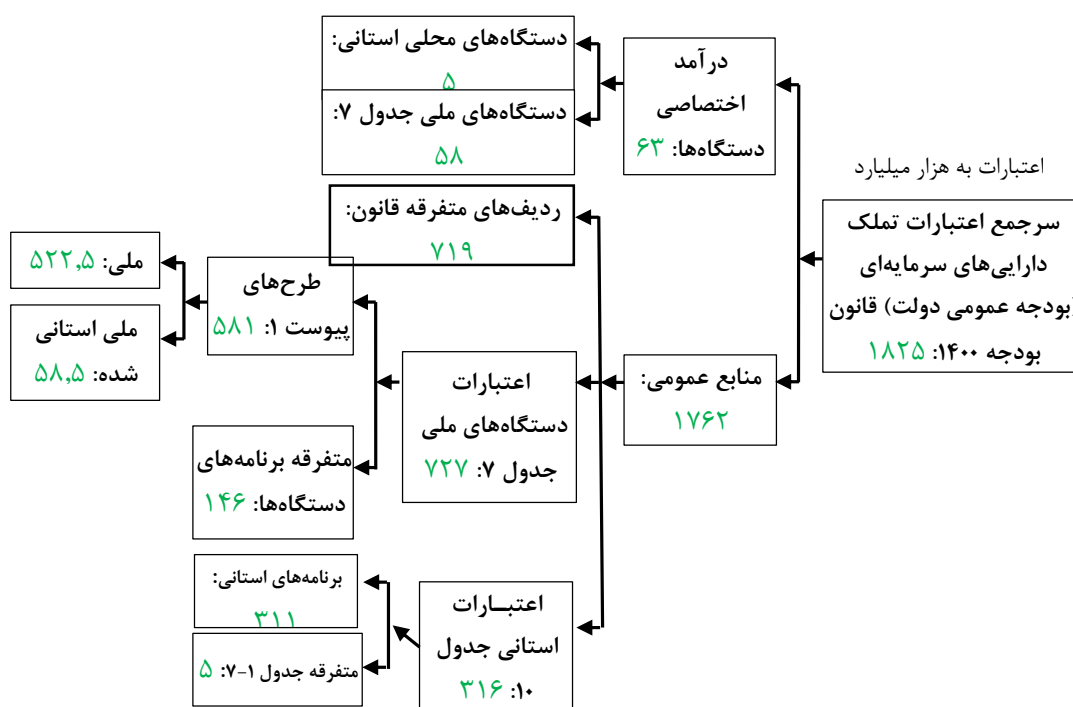 اعتبارات به هزار میلیارد
سرجمع اعتبارات تملک
دارایی‌های سرمایه‌ای
(بودجه عمومی دولت) قانون
بودجه ۱۴۰۰: ۱۸۲۵
درآمد
اختصاصی
دستگاه‌ها: ۶۳
دستگاه‌های محلی استانی:
۵
دستگاه‌های ملی جدول ۷:
۵۸
منابع عمومی:
۱۷۶۲
ردیف‌های متفرقه قانون:
۷۱۹
اعتبارات
دستگاه‌های ملی
جدول ۷: ۷۲۷
طرح‌های
پیوست ۱: ۵۸۱
ملی: ۵۲۲,۵
ملی استانی
شده: ۵۸,۵
متفرقه برنامه‌های
دستگاه‌ها: ۱۴۶
اعتبــارات
استانی جدول
۱۰: ۳۱۶
برنامه‌های استانی:
۳۱۱
متفرقه جدول ۱-۷: ۵